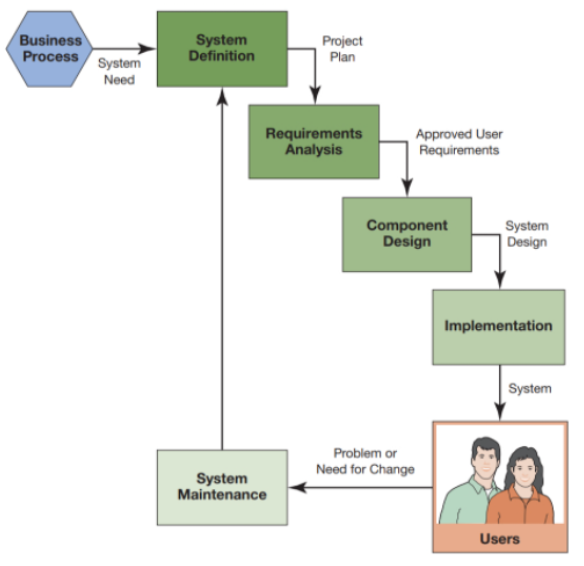 Business
Process
System
Need
System
Definition
Project
Plan
Requirements
Analysis
Approved User
Requirements
Component
Design
System
Design
Implementation
System
Users
Problem or
Need for Change
System
Maintenance